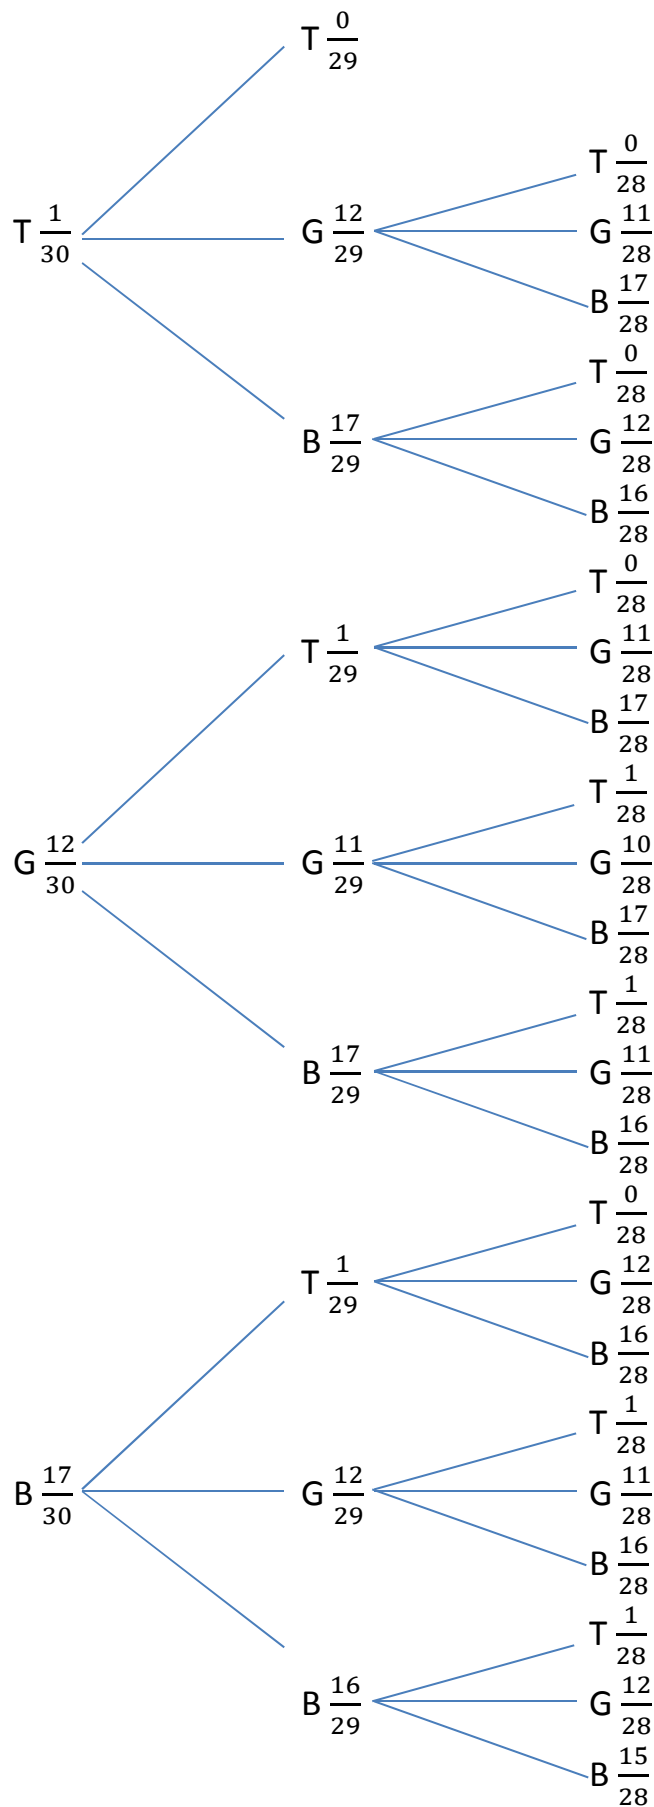 T 0/29
T 0/28
T 1/30 G 12/29 G 11/28
B 17/28
T 0/28
B 17/29 G 12/28
B 16/28
T 0/28
T 1/29 G 11/28
B 17/28
T 1/28
G 12/30 G 11/29 G 10/28
B 17/28
T 1/28
B 17/29 G 11/28
B 16/28
T 0/28
T 1/29 G 12/28
B 16/28
T 1/28
B 17/30 G 12/29 G 11/28
B 16/28
T 1/28
B 16/29 G 12/28
B 15/28